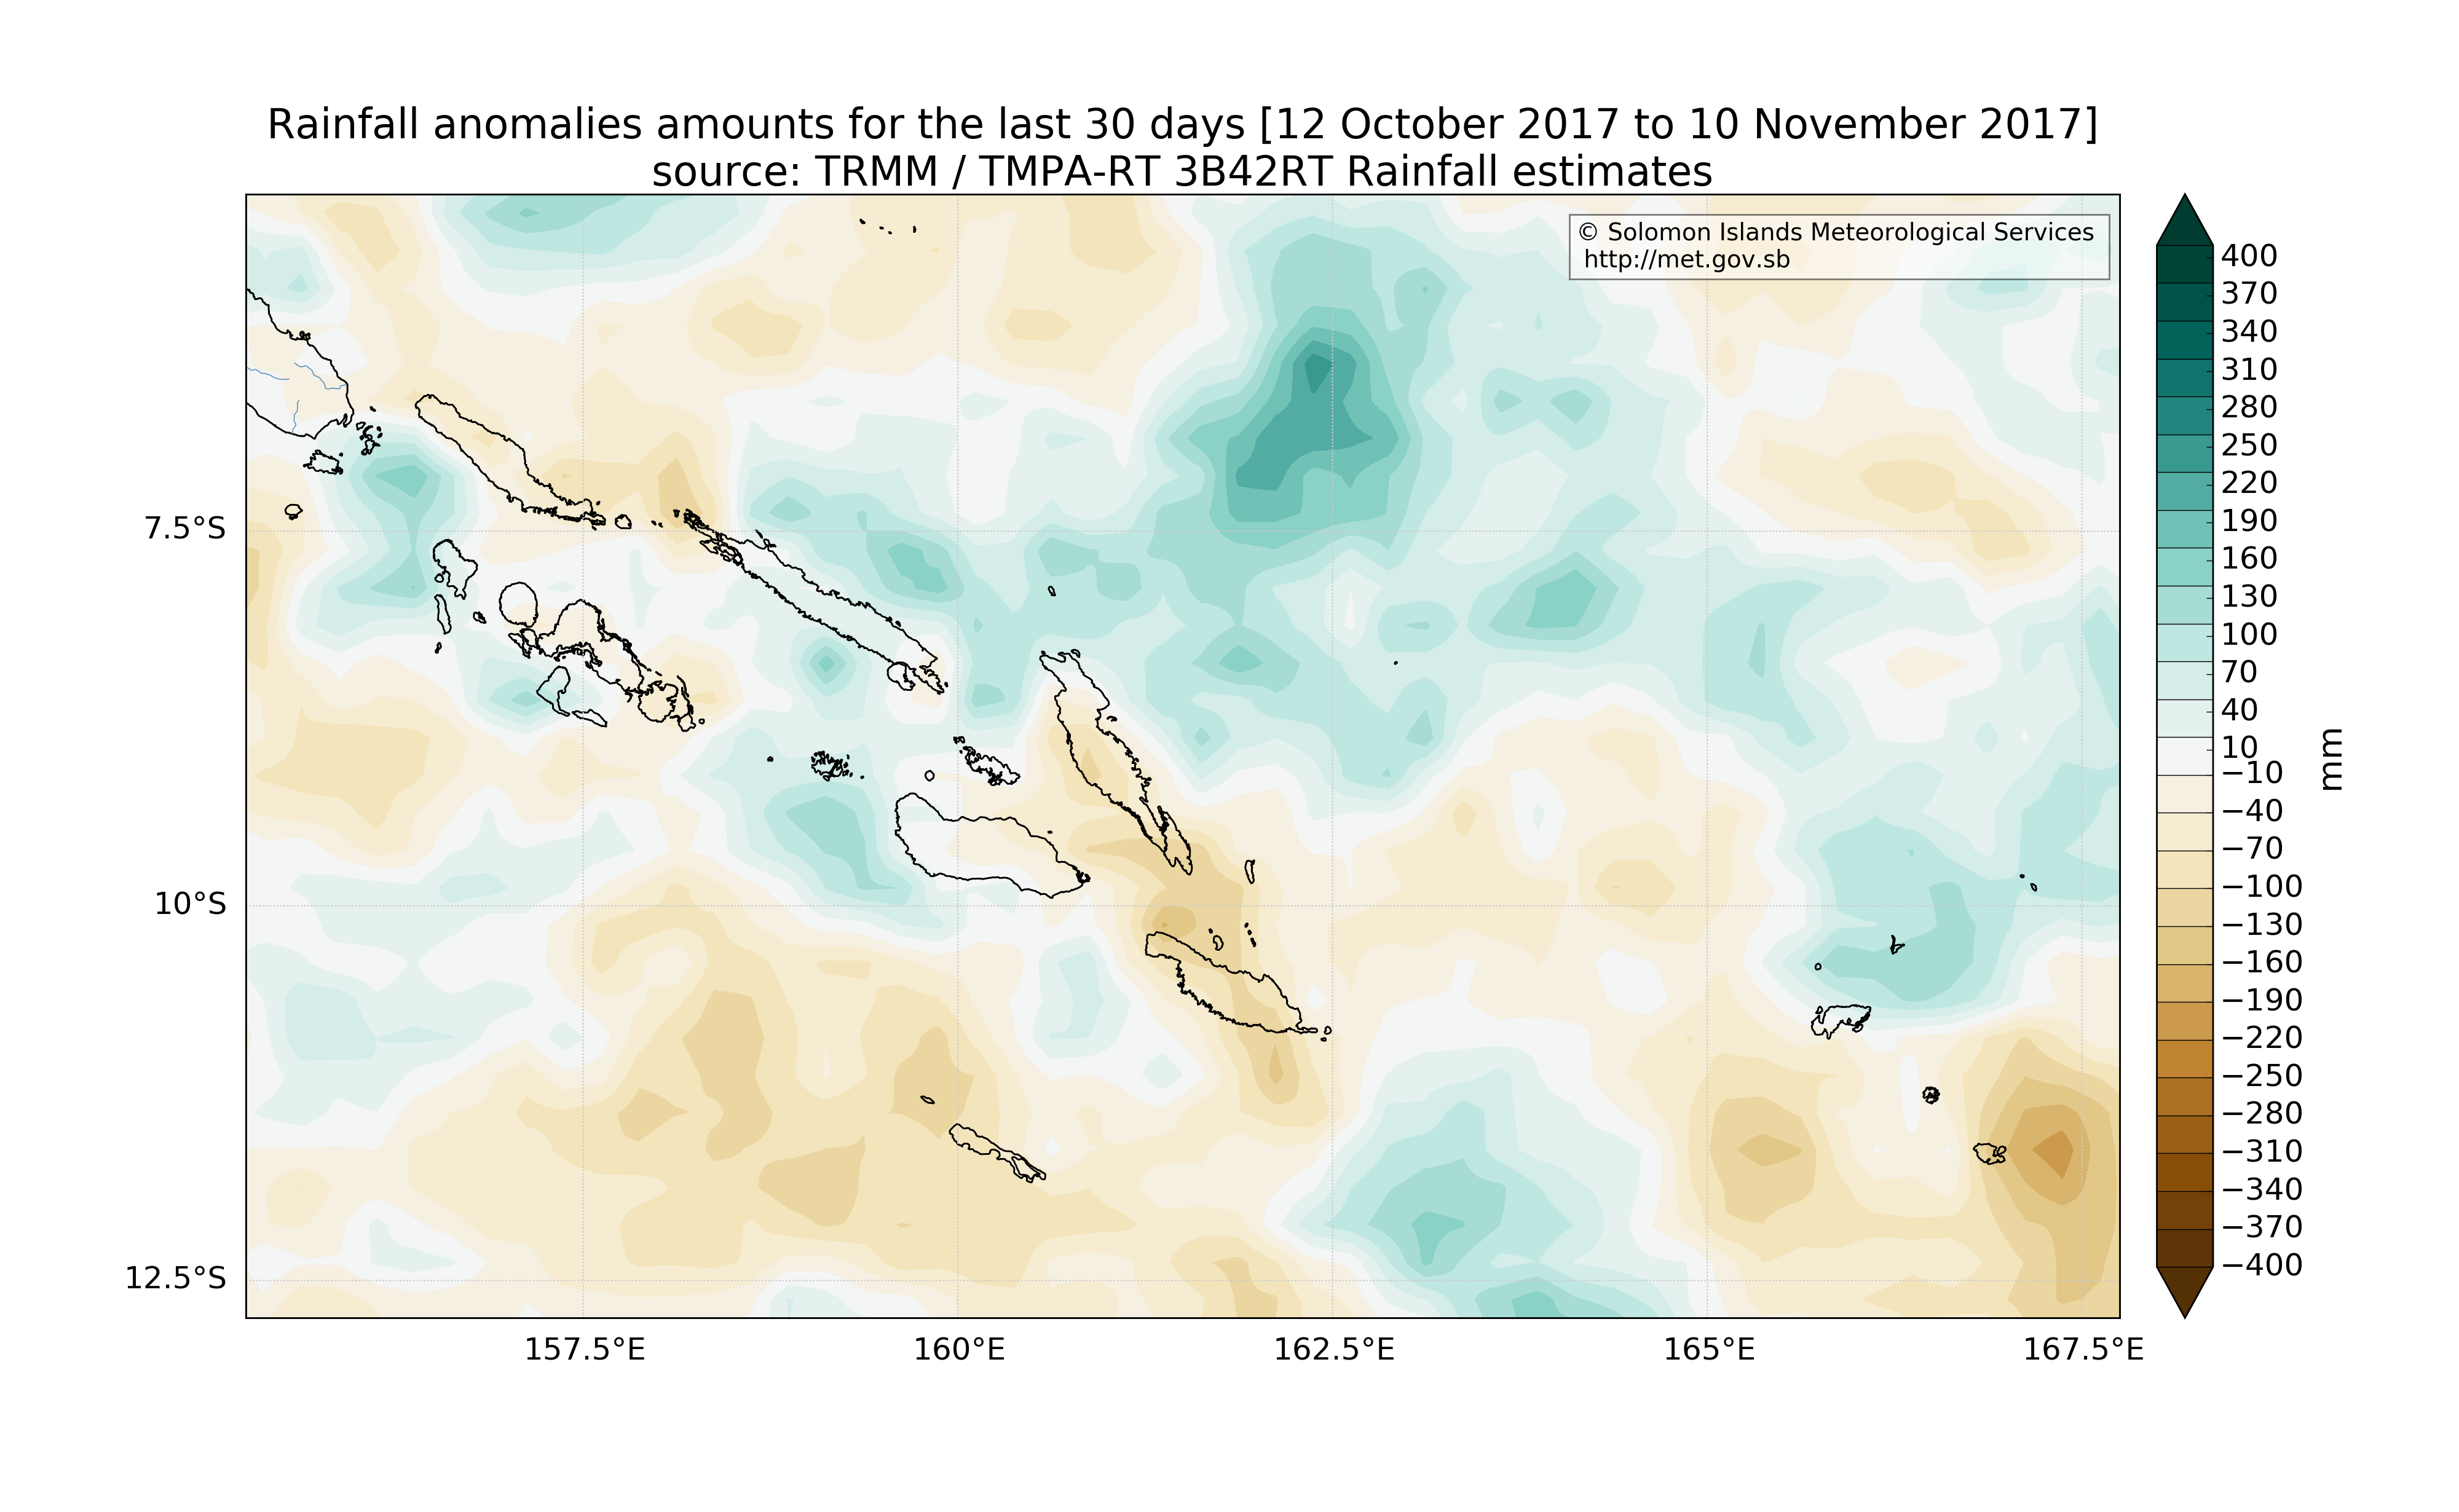 Rainfall anomalies amounts for the last 30 days [12 October 2017 to 10 November 2017]
source: TRMM / TMPA-RT 3B42RT Rainfall estimates
© Solomon Islands Meteorological Services
http://met.gov.sb
7.5°S
10°S
12.5°S
157.5°E
160°E
162.5°E
165°E
167.5°E
400
370
340
310
280
250
220
190
160
130
100
70
40
10
−10
−40
−70
−100
−130
−160
−190
−220
−250
−280
−310
−340
−370
−400
mm